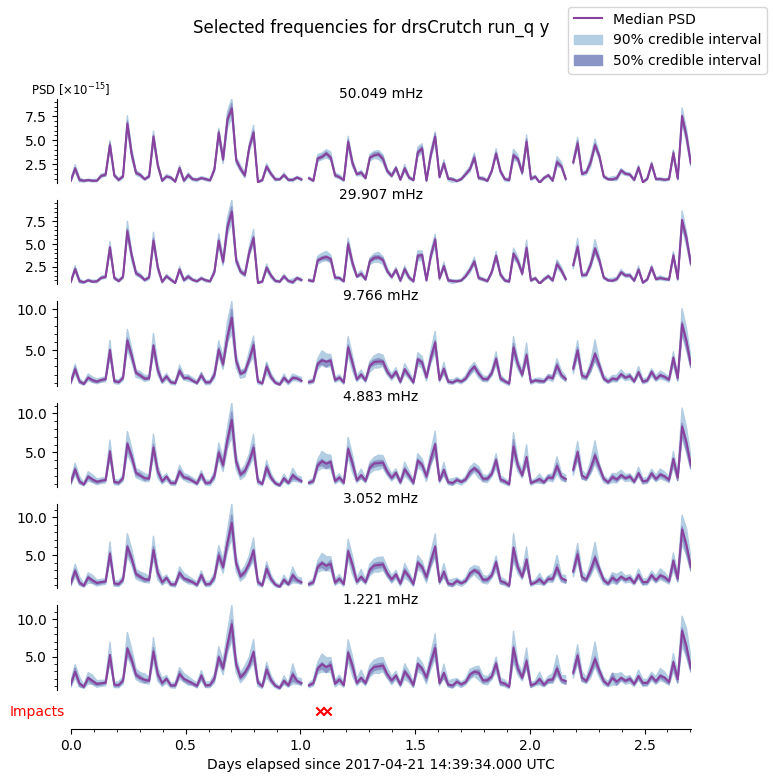 Selected frequencies for drsCrutch run_q y
Median PSD
90% credible interval
50% credible interval
PSD [×10⁻¹⁵]
50.049 mHz
7.5
5.0
2.5
29.907 mHz
7.5
5.0
2.5
9.766 mHz
10.0
5.0
4.883 mHz
10.0
5.0
3.052 mHz
10.0
5.0
1.221 mHz
10.0
5.0
Impacts
0.0 0.5 1.0 1.5 2.0 2.5
Days elapsed since 2017-04-21 14:39:34.000 UTC